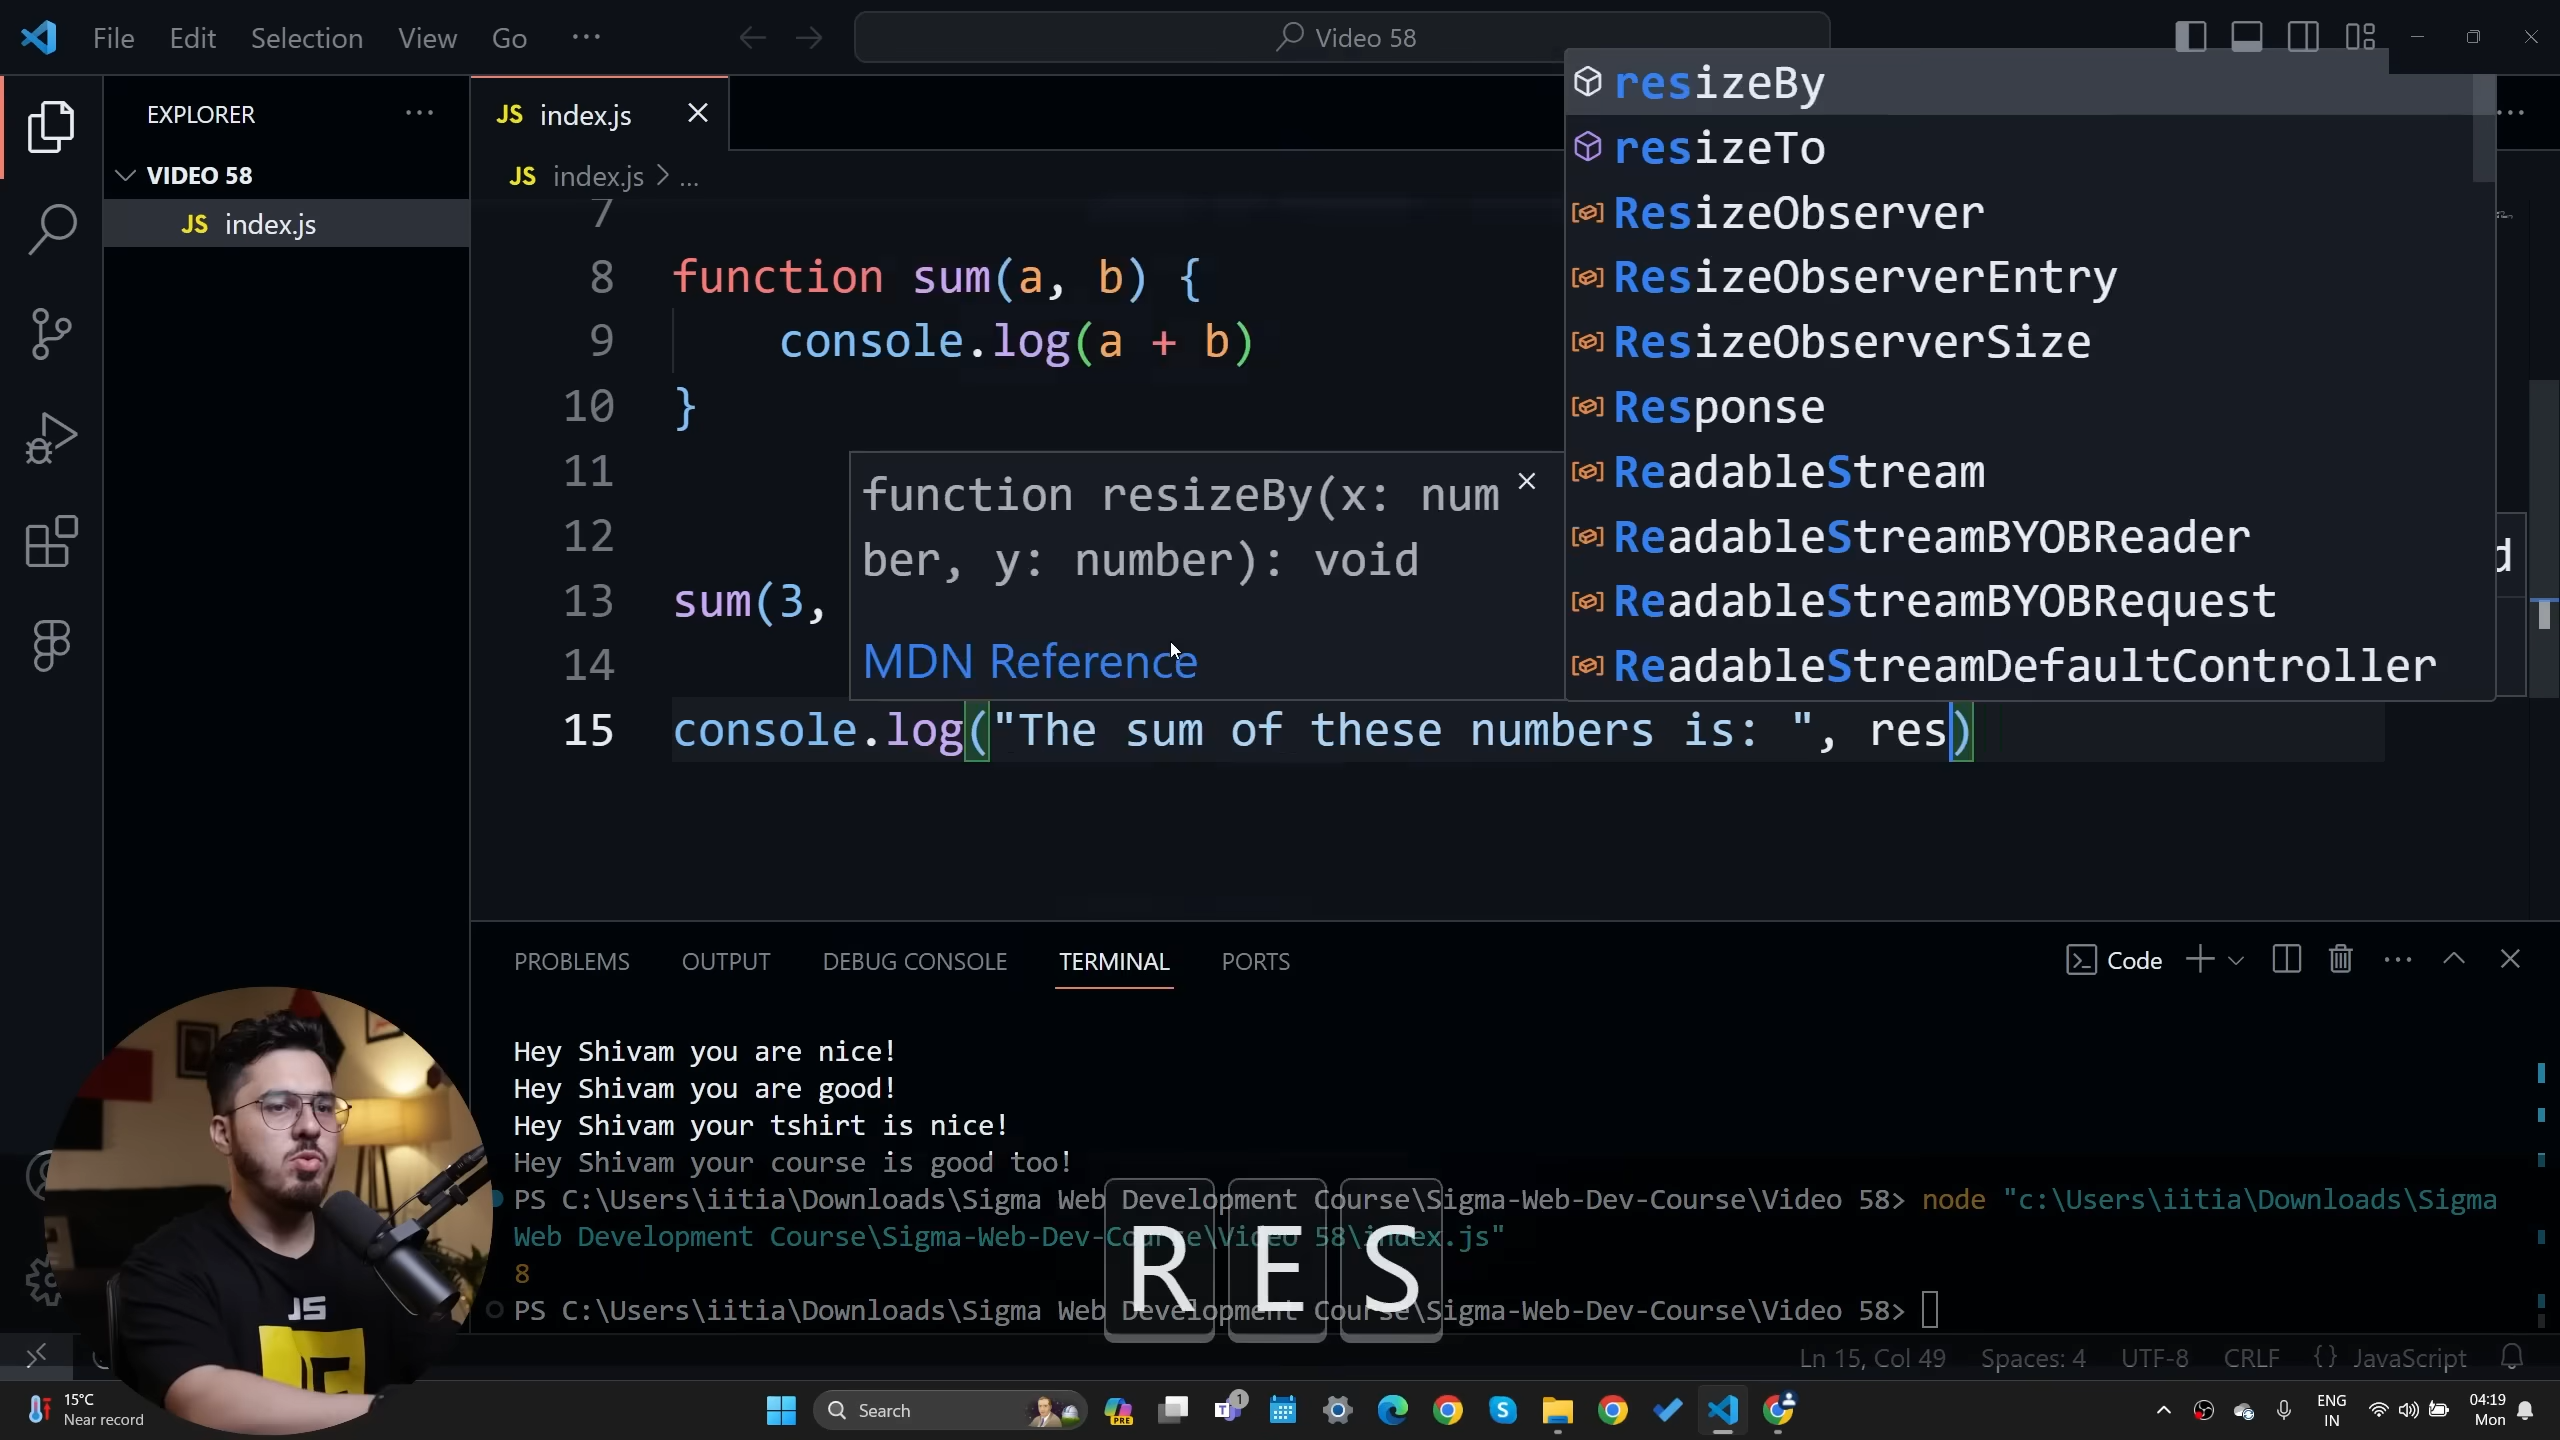 File Edit Selection View Go ...
Video 58
EXPLORER ...
VIDEO 58
JS index.js
JS index.js
JS index.js > ...
7
8 function sum(a, b) {
9 console.log(a + b)
10 }
11
12
13 sum(3,
14
15 console.log("The sum of these numbers is: ", res)
function resizeBy(x: num
ber, y: number): void
MDN Reference
resizeBy
resizeTo
ResizeObserver
ResizeObserverEntry
ResizeObserverSize
Response
ReadableStream
ReadableStreamBYOBReader
ReadableStreamBYOBRequest
ReadableStreamDefaultController
d
PROBLEMS OUTPUT DEBUG CONSOLE TERMINAL PORTS
Code
Hey Shivam you are nice!
Hey Shivam you are good!
Hey Shivam your tshirt is nice!
Hey Shivam your course is good too!
PS C:\Users\iitia\Downloads\Sigma Web Development Course\Sigma-Web-Dev-Course\Video 58> node "c:\Users\iitia\Downloads\Sigma
Web Development Course\Sigma-Web-Dev-Course\Video 58\index.js"
8
PS C:\Users\iitia\Downloads\Sigma Web Development Course\Sigma-Web-Dev-Course\Video 58>
R E S
JS
Ln 15, Col 49 Spaces: 4 UTF-8 CRLF {} JavaScript
15°C
Near record
Search
PRE
1
ENG
IN
04:19
Mon